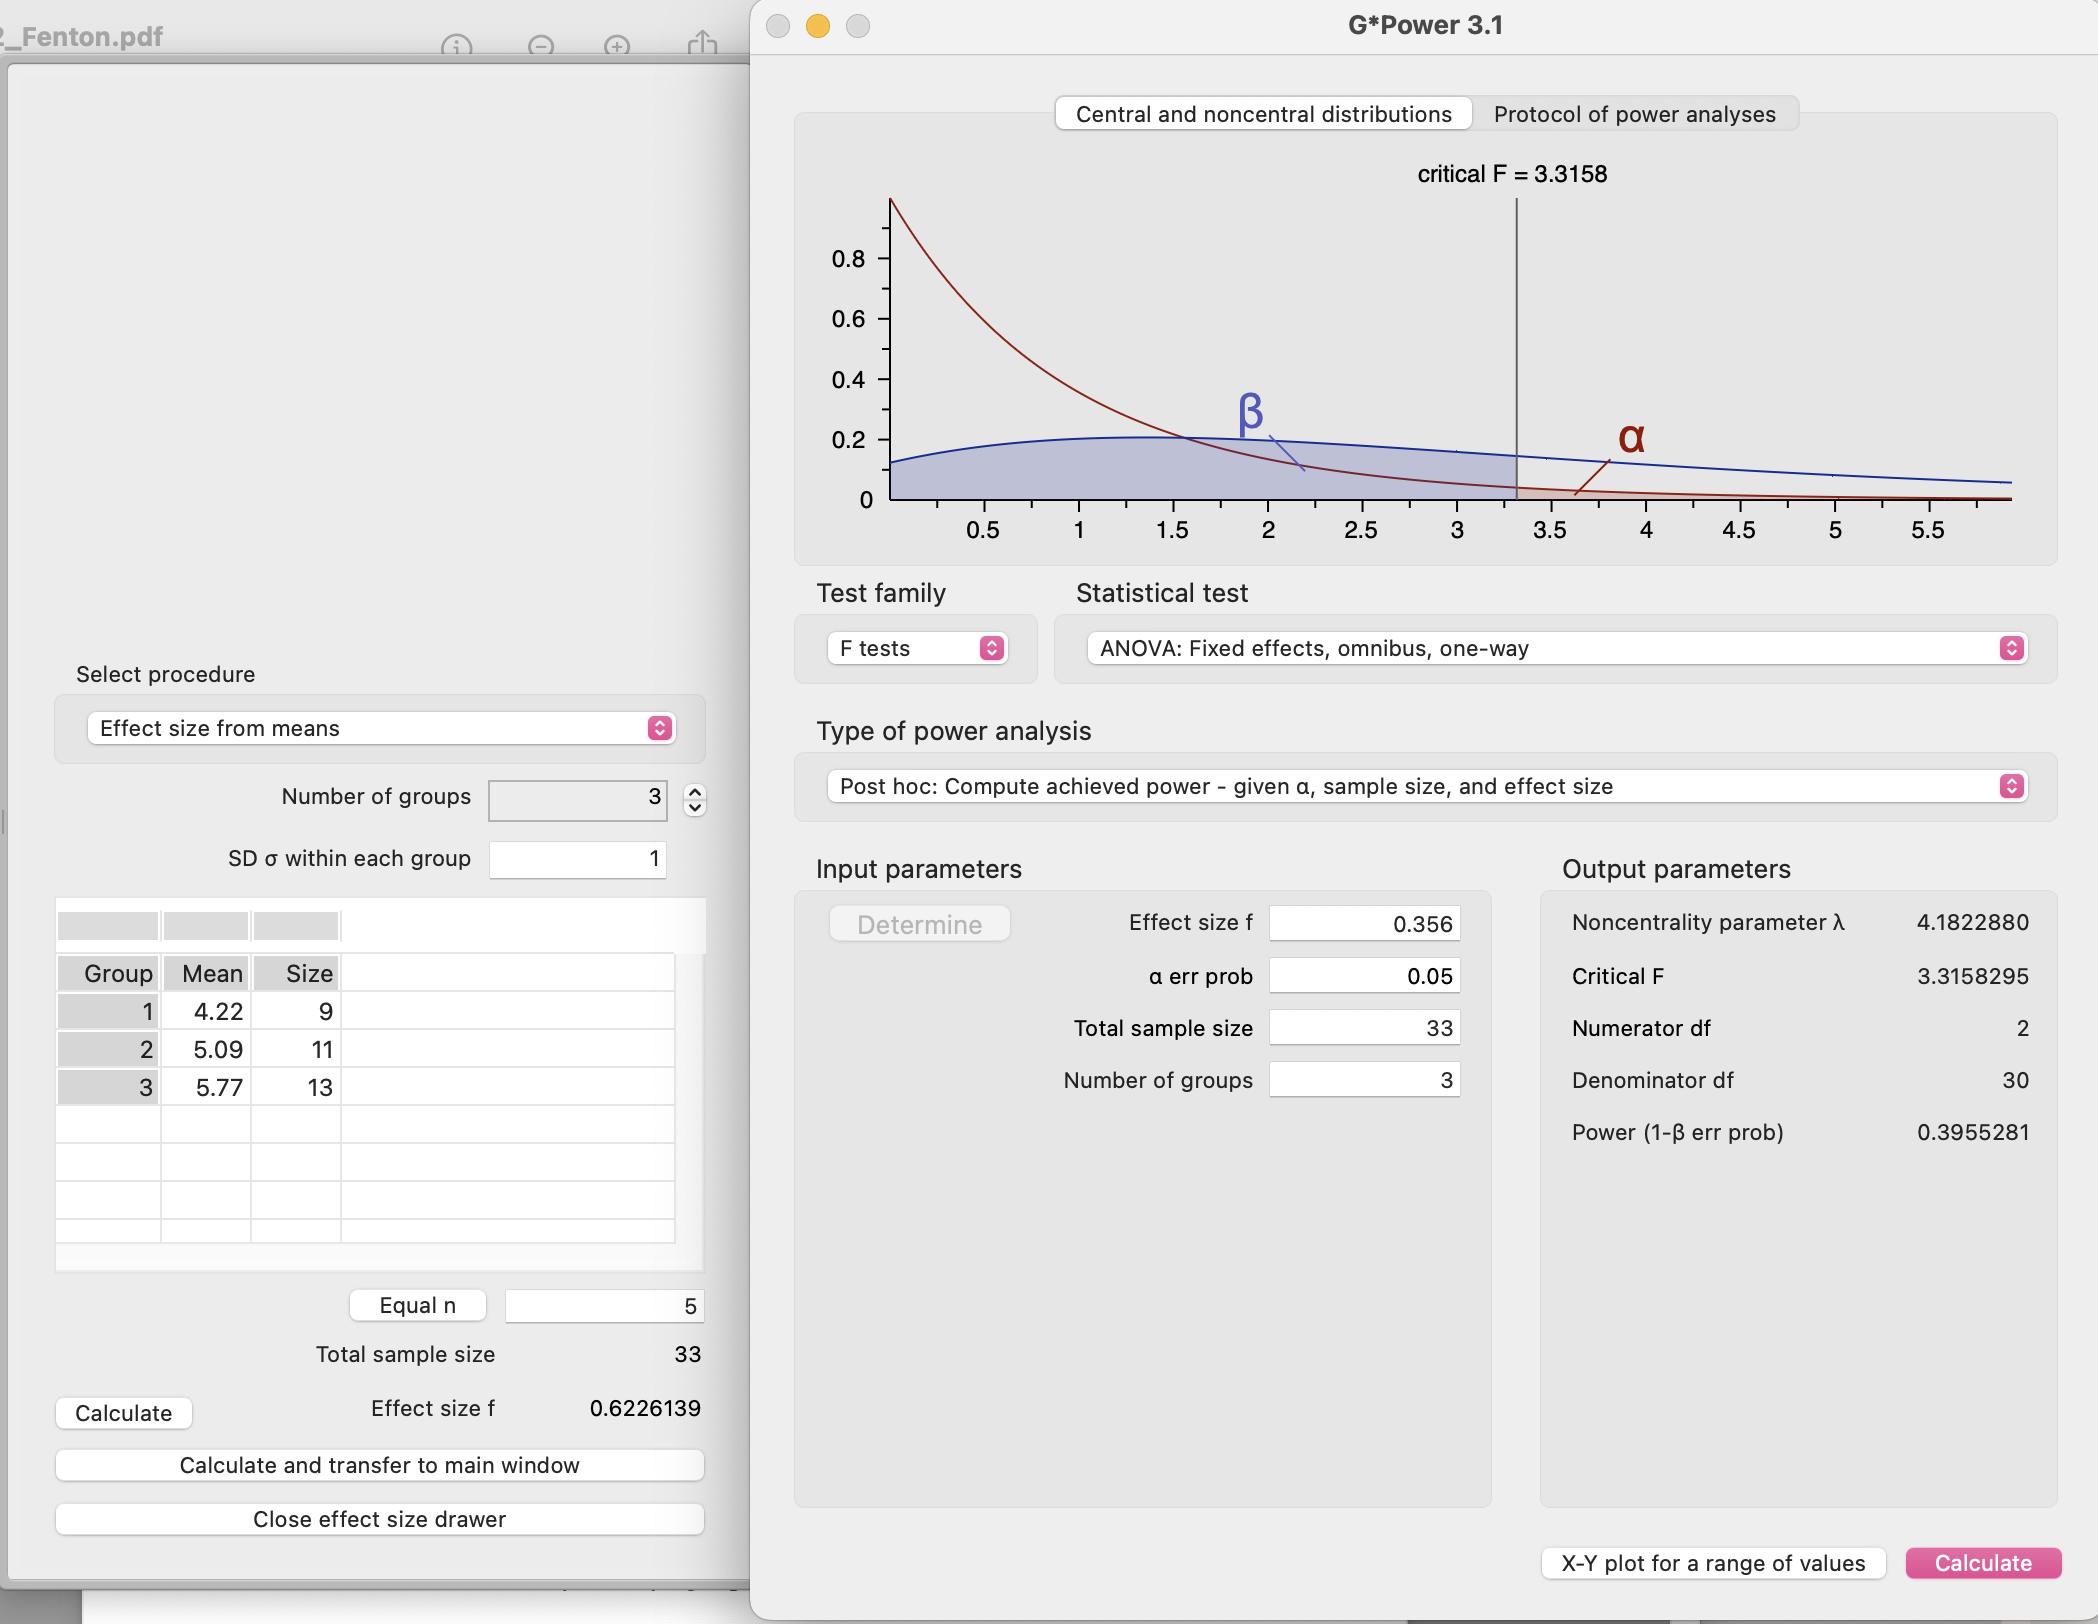 2_Fenton.pdf
Select procedure
Effect size from means
Number of groups 3
SD σ within each group 1
Group Mean Size
1 4.22 9
2 5.09 11
3 5.77 13
Equal n 5
Total sample size 33
Calculate Effect size f 0.6226139
Calculate and transfer to main window
Close effect size drawer
G*Power 3.1
Central and noncentral distributions Protocol of power analyses
critical F = 3.3158
0.8
0.6
0.4
0.2
0
β
α
0.5 1 1.5 2 2.5 3 3.5 4 4.5 5 5.5
Test family Statistical test
F tests ANOVA: Fixed effects, omnibus, one-way
Type of power analysis
Post hoc: Compute achieved power - given α, sample size, and effect size
Input parameters
Determine Effect size f 0.356
α err prob 0.05
Total sample size 33
Number of groups 3
Output parameters
Noncentrality parameter λ 4.1822880
Critical F 3.3158295
Numerator df 2
Denominator df 30
Power (1-β err prob) 0.3955281
X-Y plot for a range of values Calculate